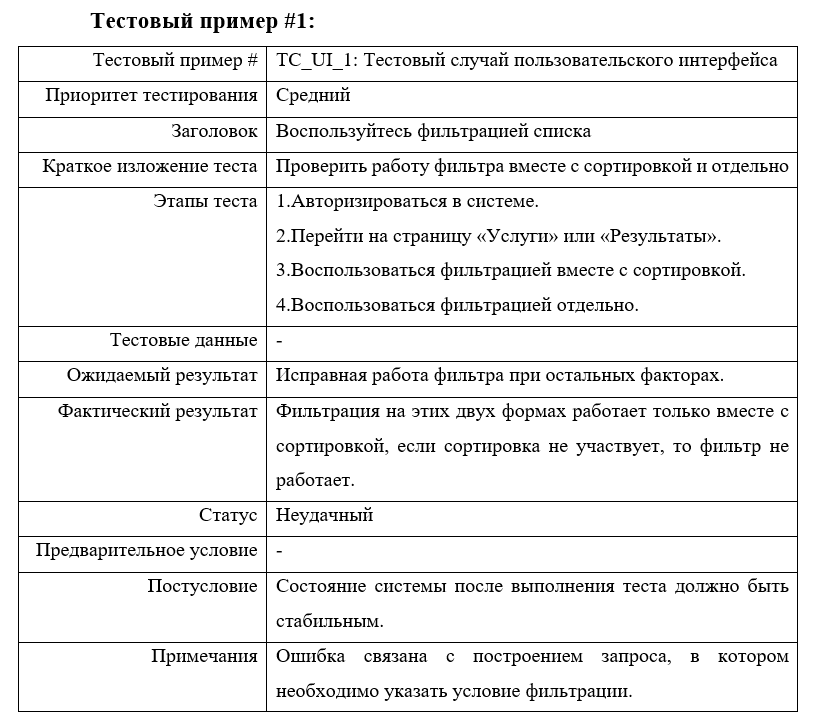 Тестовый пример #1:
Тестовый пример # TC_UI_1: Тестовый случай пользовательского интерфейса
Приоритет тестирования Средний
Заголовок Воспользуйтесь фильтрацией списка
Краткое изложение теста Проверить работу фильтра вместе с сортировкой и отдельно
Этапы теста 1.Авторизироваться в системе.
2.Перейти на страницу «Услуги» или «Результаты».
3.Воспользоваться фильтрацией вместе с сортировкой.
4.Воспользоваться фильтрацией отдельно.
Тестовые данные -
Ожидаемый результат Исправная работа фильтра при остальных факторах.
Фактический результат Фильтрация на этих двух формах работает только вместе с
сортировкой, если сортировка не участвует, то фильтр не
работает.
Статус Неудачный
Предварительное условие -
Постусловие Состояние системы после выполнения теста должно быть
стабильным.
Примечания Ошибка связана с построением запроса, в котором
необходимо указать условие фильтрации.